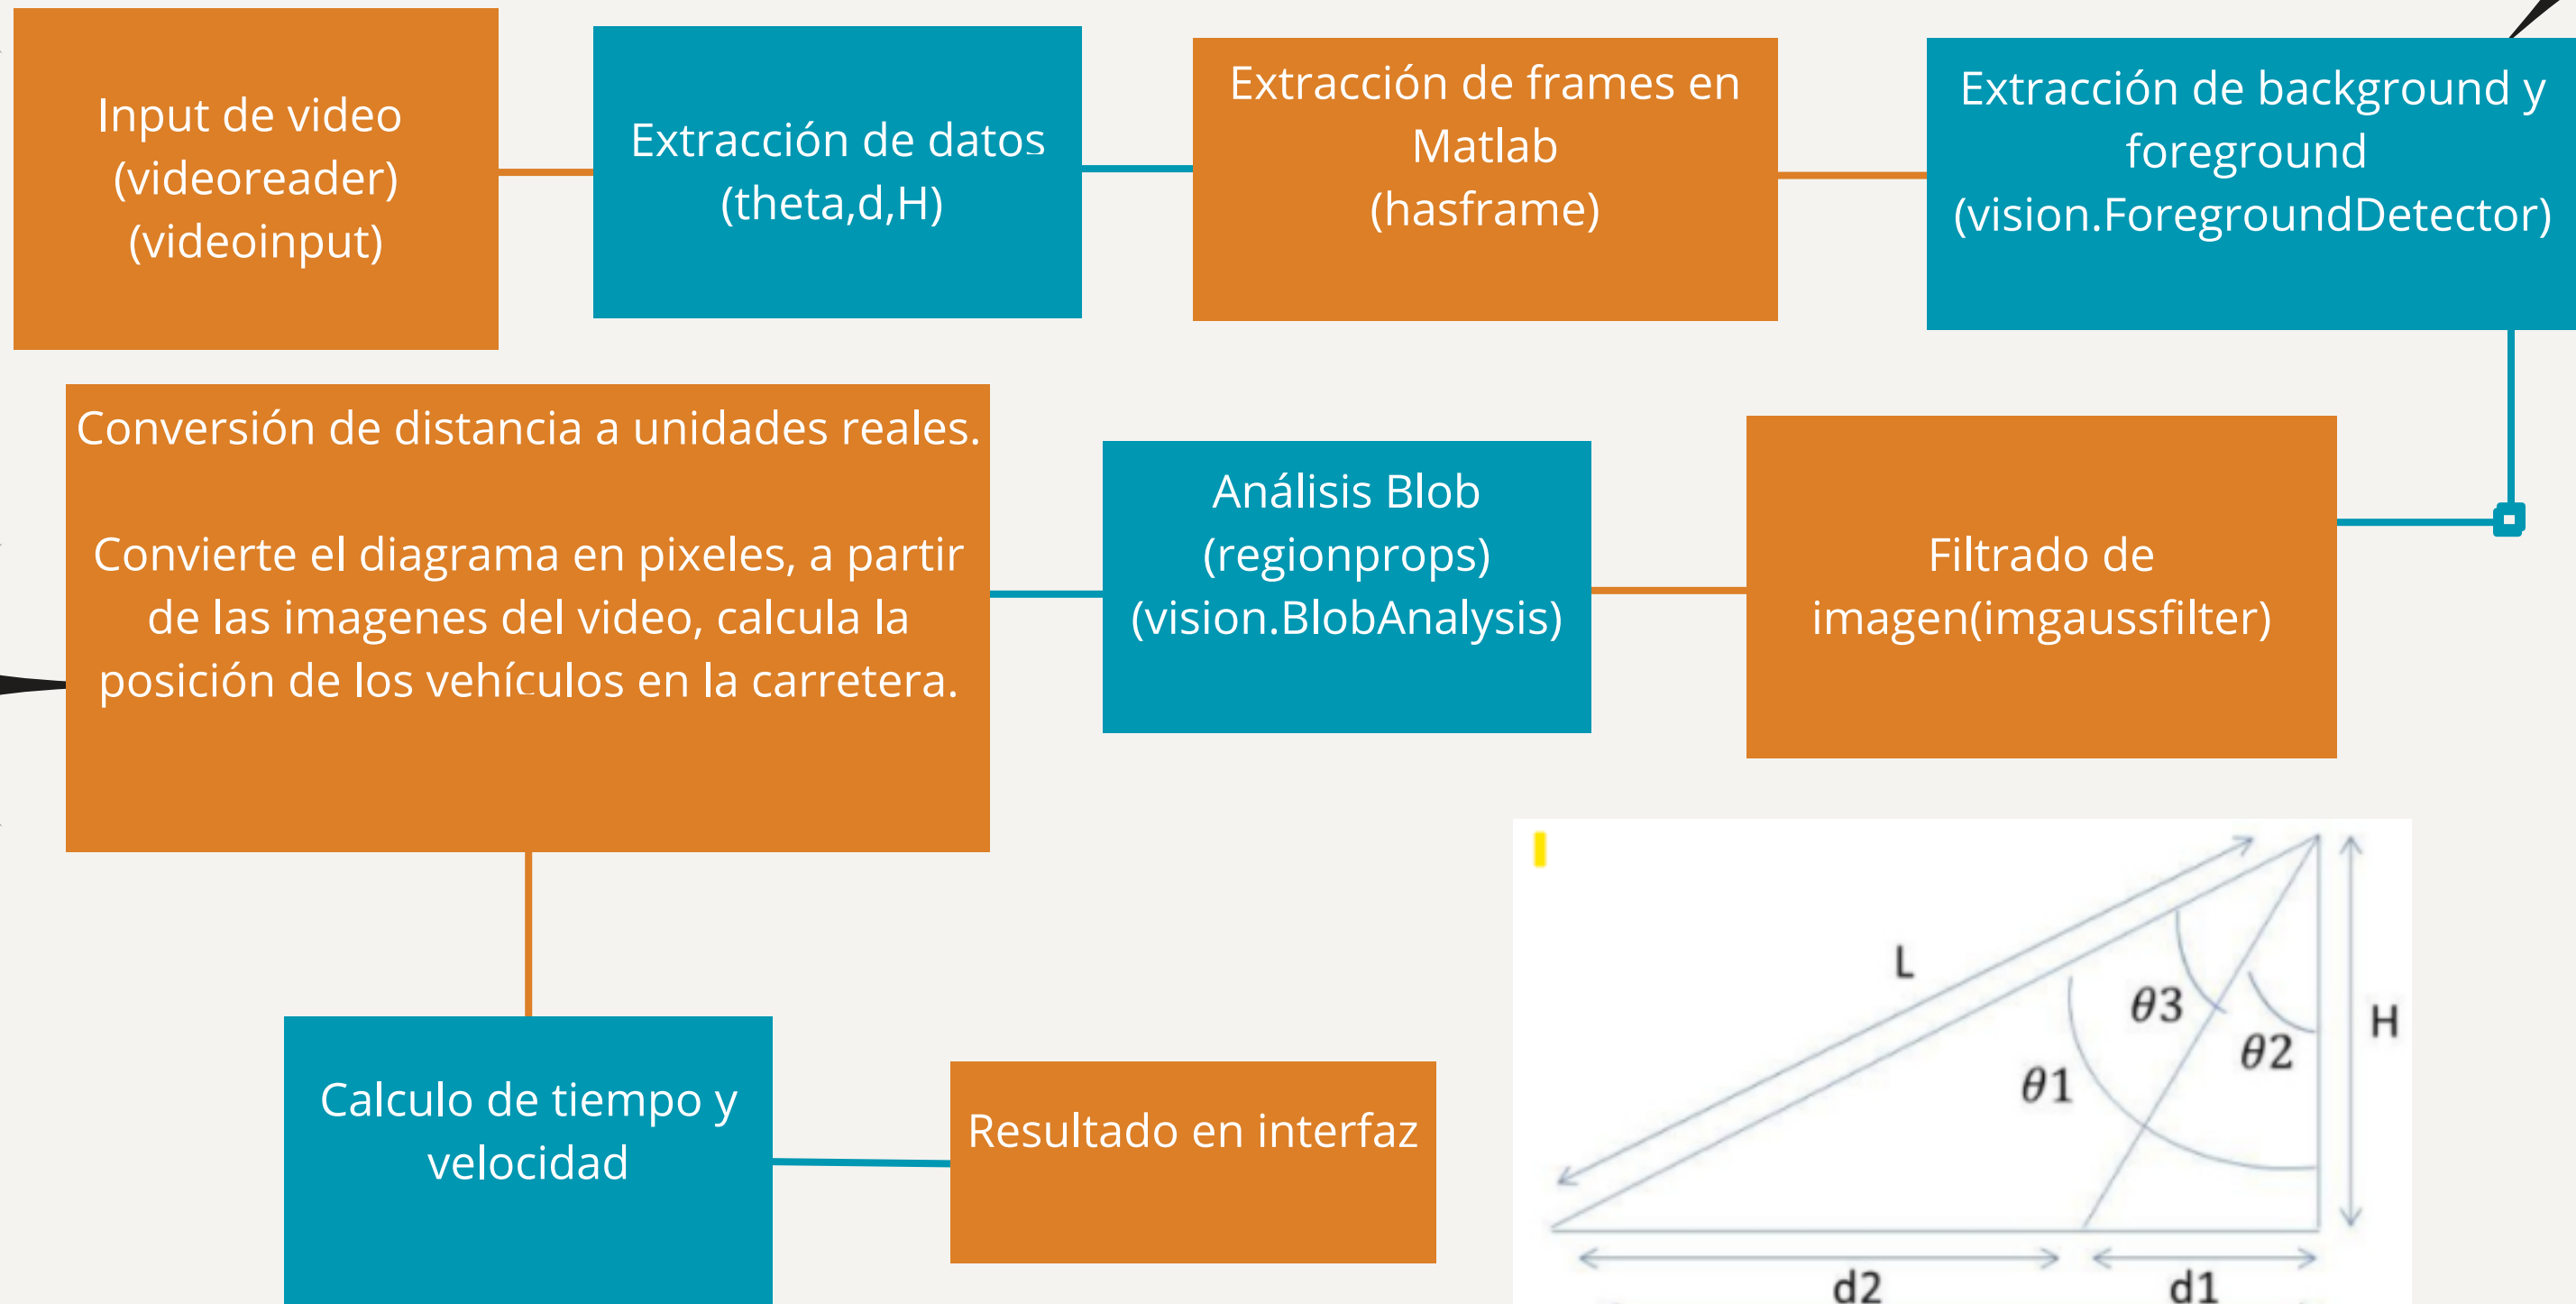 Input de video
(videoreader)
(videoinput)
Extracción de datos
(theta,d,H)
Extracción de frames en
Matlab
(hasframe)
Extracción de background y
foreground
(vision.ForegroundDetector)
Filtrado de
imagen(imgaussfilter)
Análisis Blob
(regionprops)
(vision.BlobAnalysis)
Conversión de distancia a unidades reales.
Convierte el diagrama en pixeles, a partir
de las imagenes del video, calcula la
posición de los vehículos en la carretera.
Calculo de tiempo y
velocidad
Resultado en interfaz
L
θ3
H
θ2
θ1
d2
d1